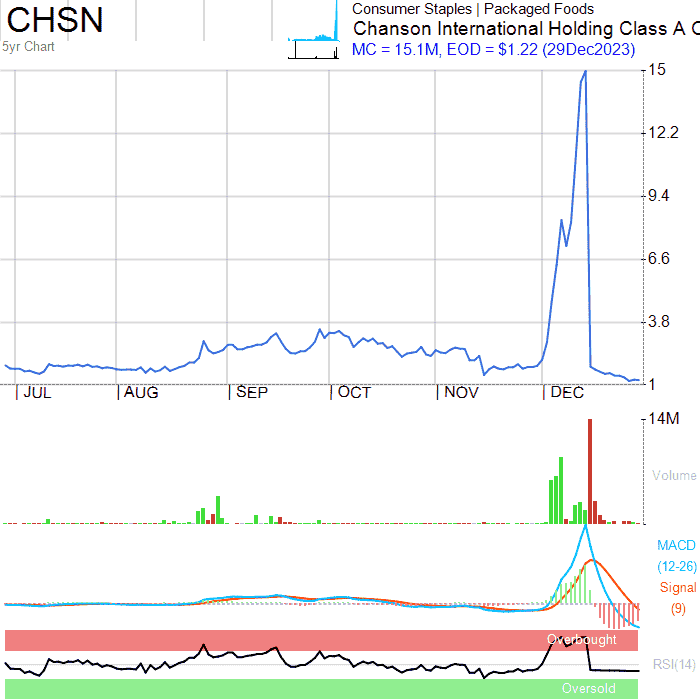 CHSN
5yr Chart
Consumer Staples | Packaged Foods
Chanson International Holding Class A O
MC = 15.1M, EOD = $1.22 (29Dec2023)
15
12.2
9.4
6.6
3.8
1
JUL AUG SEP OCT NOV DEC
14M
Volume
MACD
(12-26)
Signal
(9)
Overbought
RSI(14)
Oversold